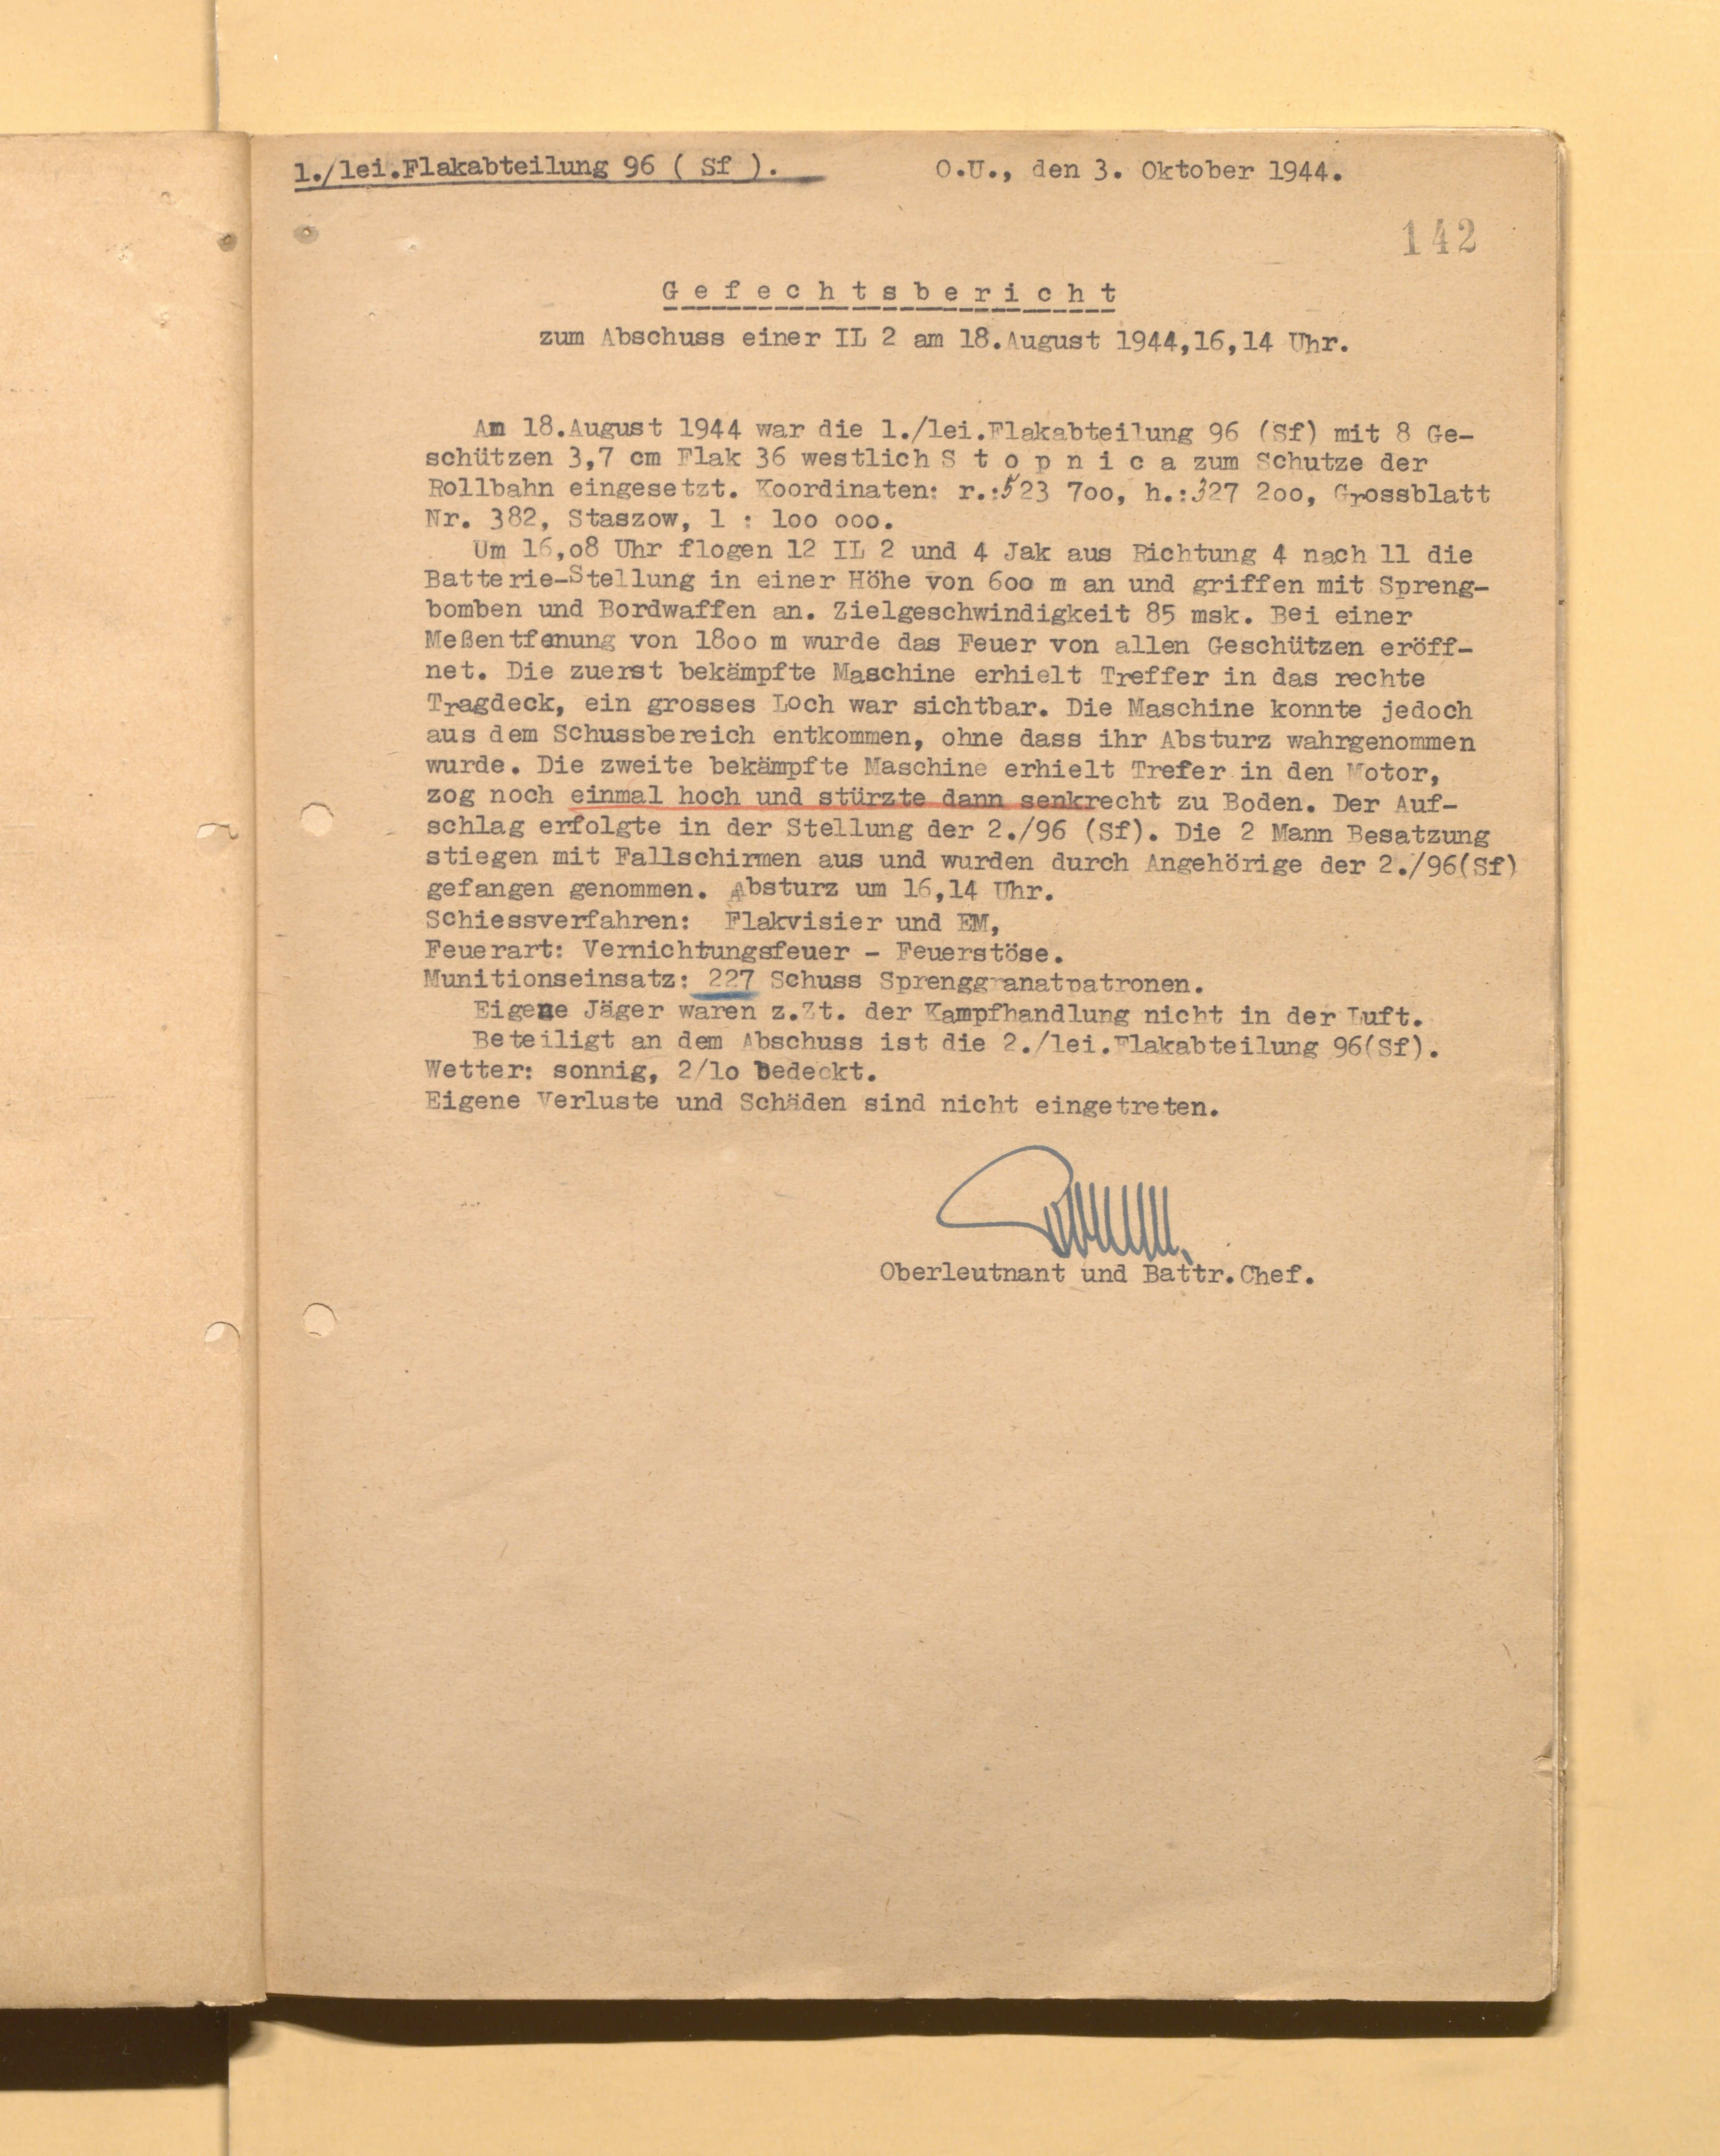 1./lei.Flakabteilung 96 ( Sf ).
O.U., den 3. Oktober 1944.
142
G e f e c h t s b e r i c h t
zum Abschuss einer IL 2 am 18.August 1944,16,14 Uhr.
Am 18.August 1944 war die 1./lei.Flakabteilung 96 (Sf) mit 8 Ge-
schützen 3,7 cm Flak 36 westlich S t o p n i c a zum Schutze der
Rollbahn eingesetzt. Koordinaten: r.:523 7oo, h.:327 2oo, Grossblatt
Nr. 382, Staszow, 1 : 1oo ooo.
Um 16,o8 Uhr flogen 12 IL 2 und 4 Jak aus Richtung 4 nach 11 die
Batterie-Stellung in einer Höhe von 6oo m an und griffen mit Spreng-
bomben und Bordwaffen an. Zielgeschwindigkeit 85 msk. Bei einer
Meßentfenung von 18oo m wurde das Feuer von allen Geschützen eröff-
net. Die zuerst bekämpfte Maschine erhielt Treffer in das rechte
Tragdeck, ein grosses Loch war sichtbar. Die Maschine konnte jedoch
aus dem Schussbereich entkommen, ohne dass ihr Absturz wahrgenommen
wurde. Die zweite bekämpfte Maschine erhielt Trefer in den Motor,
zog noch einmal hoch und stürzte dann senkrecht zu Boden. Der Auf-
schlag erfolgte in der Stellung der 2./96 (Sf). Die 2 Mann Besatzung
stiegen mit Fallschirmen aus und wurden durch Angehörige der 2./96(Sf)
gefangen genommen. Absturz um 16,14 Uhr.
Schiessverfahren: Flakvisier und EM,
Feuerart: Vernichtungsfeuer - Feuerstöse.
Munitionseinsatz: 227 Schuss Sprenggranatpatronen.
Eigene Jäger waren z.Zt. der Kampfhandlung nicht in der Luft.
Beteiligt an dem Abschuss ist die 2./lei.Flakabteilung 96(Sf).
Wetter: sonnig, 2/1o bedeckt.
Eigene Verluste und Schäden sind nicht eingetreten.
Oberleutnant und Battr.Chef.